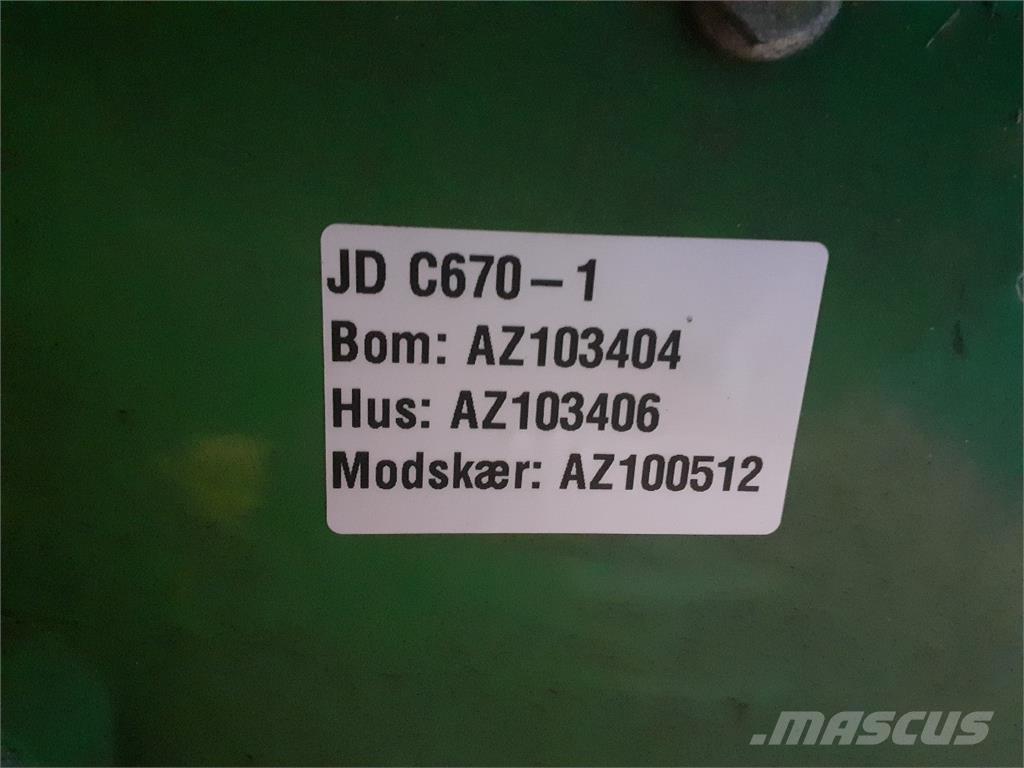 JD C670-1
Bom: AZ103404
Hus: AZ103406
Modskær: AZ100512
.MASCUS